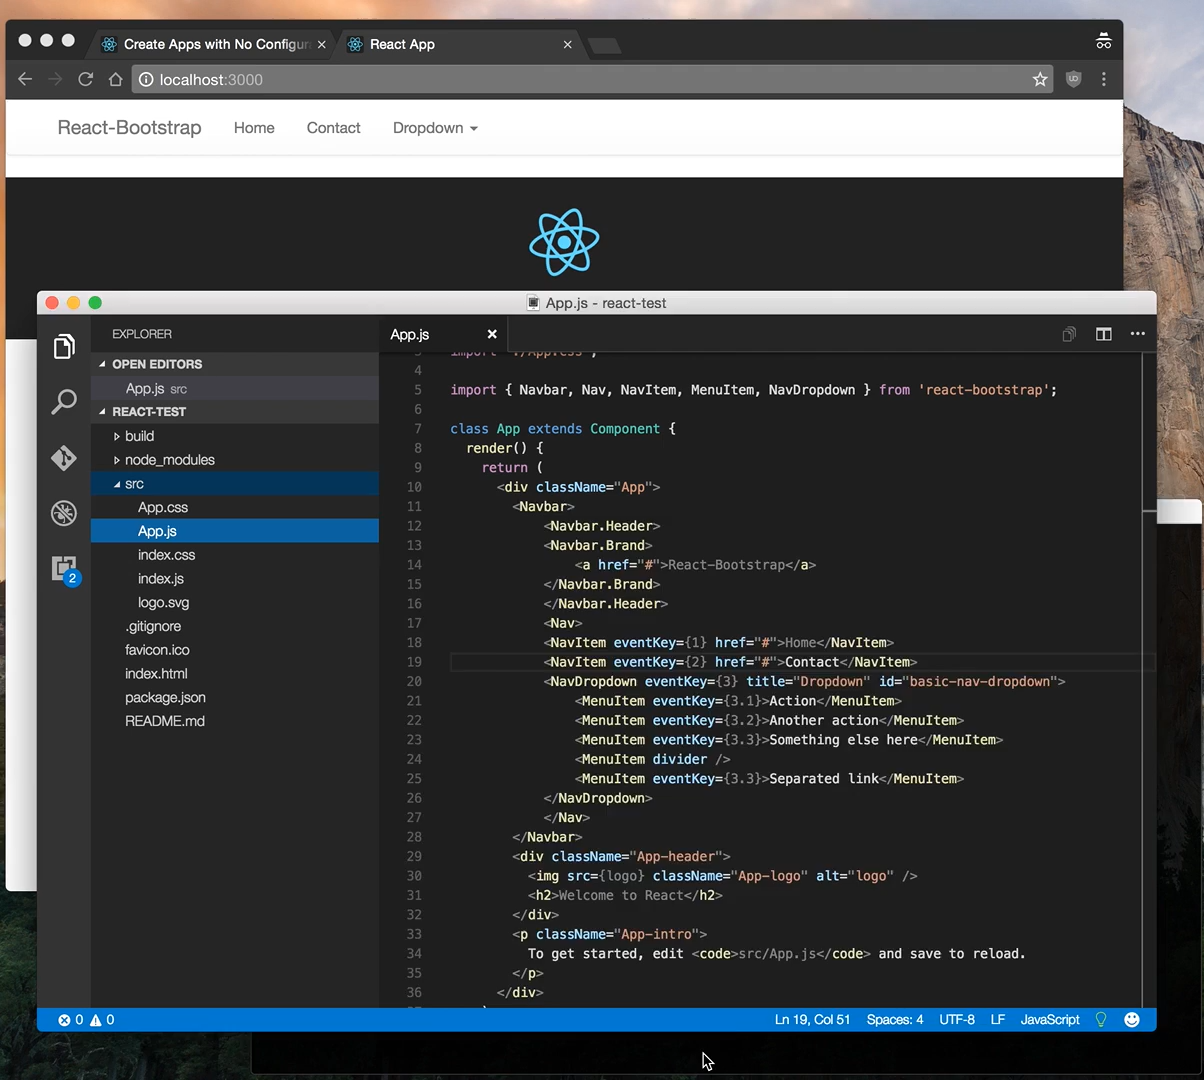 Create Apps with No Configur
React App
localhost:3000
React-Bootstrap Home Contact Dropdown
App.js - react-test
EXPLORER
OPEN EDITORS
App.js src
REACT-TEST
build
node_modules
src
App.css
App.js
index.css
index.js
logo.svg
.gitignore
favicon.ico
index.html
package.json
README.md
2
App.js
3 import './App.css';
4
5 import { Navbar, Nav, NavItem, MenuItem, NavDropdown } from 'react-bootstrap';
6
7 class App extends Component {
8 render() {
9 return (
10 <div className="App">
11 <Navbar>
12 <Navbar.Header>
13 <Navbar.Brand>
14 <a href="#">React-Bootstrap</a>
15 </Navbar.Brand>
16 </Navbar.Header>
17 <Nav>
18 <NavItem eventKey={1} href="#">Home</NavItem>
19 <NavItem eventKey={2} href="#">Contact</NavItem>
20 <NavDropdown eventKey={3} title="Dropdown" id="basic-nav-dropdown">
21 <MenuItem eventKey={3.1}>Action</MenuItem>
22 <MenuItem eventKey={3.2}>Another action</MenuItem>
23 <MenuItem eventKey={3.3}>Something else here</MenuItem>
24 <MenuItem divider />
25 <MenuItem eventKey={3.3}>Separated link</MenuItem>
26 </NavDropdown>
27 </Nav>
28 </Navbar>
29 <div className="App-header">
30 <img src={logo} className="App-logo" alt="logo" />
31 <h2>Welcome to React</h2>
32 </div>
33 <p className="App-intro">
34 To get started, edit <code>src/App.js</code> and save to reload.
35 </p>
36 </div>
0 0 Ln 19, Col 51 Spaces: 4 UTF-8 LF JavaScript